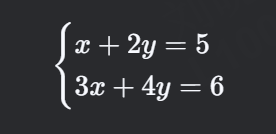 x + 2y = 5
3x + 4y = 6